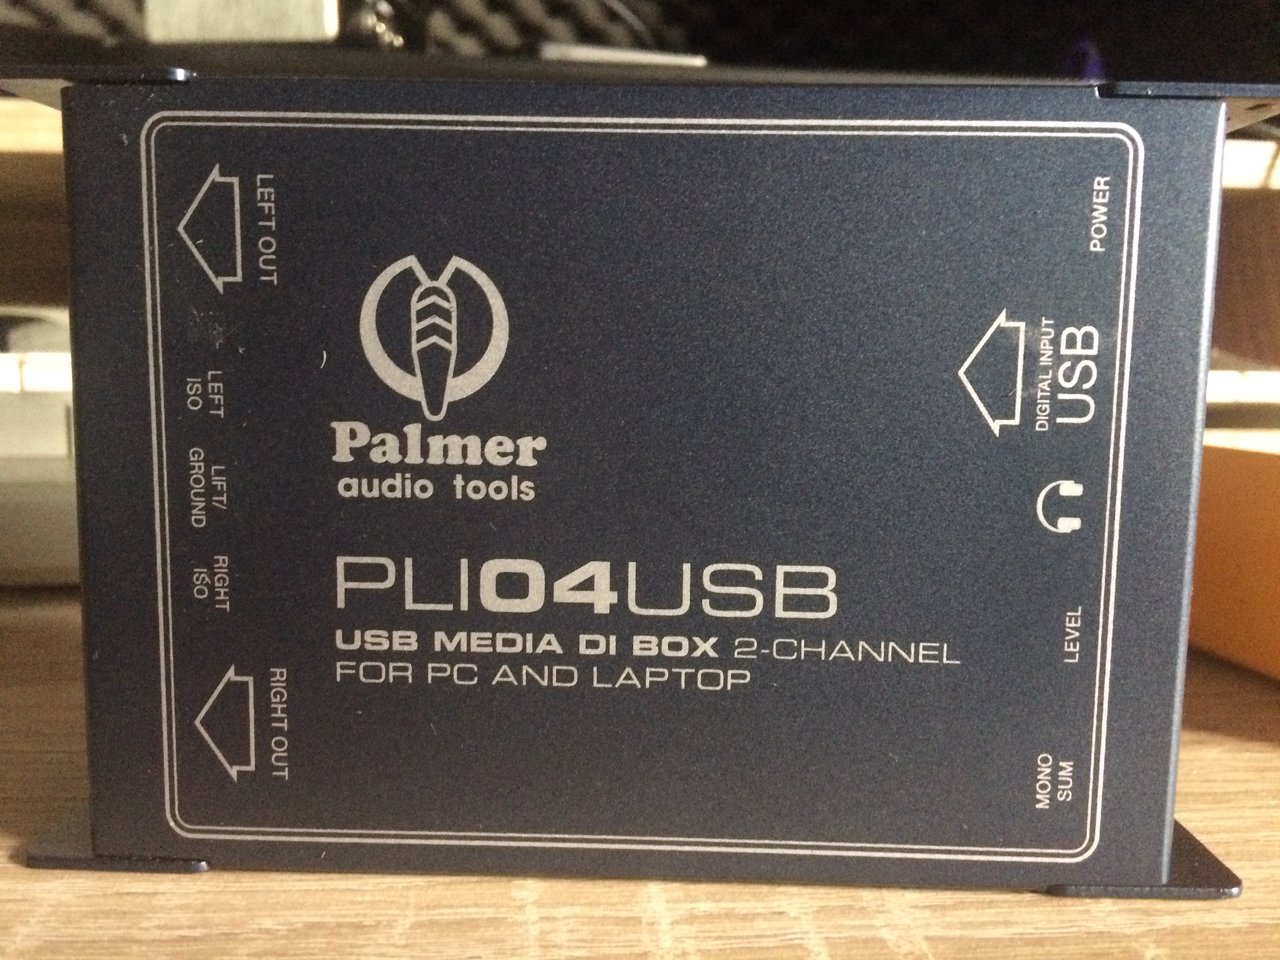 LEFT OUT
LEFT
ISO
LIFT/
GROUND
RIGHT
ISO
RIGHT OUT
Palmer
audio tools
PLI04USB
USB MEDIA DI BOX 2-CHANNEL
FOR PC AND LAPTOP
POWER
DIGITAL INPUT
USB
LEVEL
MONO
SUM